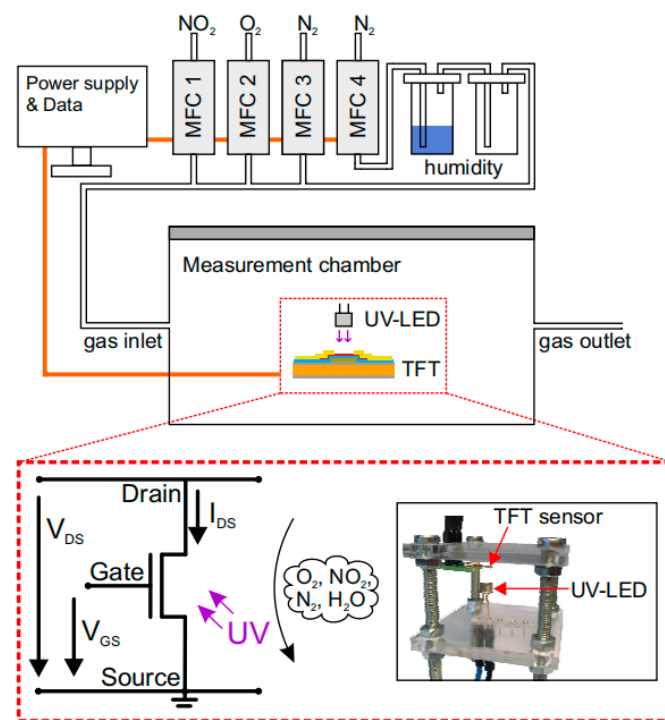 NO2 O2 N2 N2
Power supply
& Data
MFC 1
MFC 2
MFC 3
MFC 4
humidity
Measurement chamber
UV-LED
gas inlet
gas outlet
TFT
Drain
IDS
VDS
Gate
VGS
UV
Source
O2, NO2,
N2, H2O
TFT sensor
UV-LED